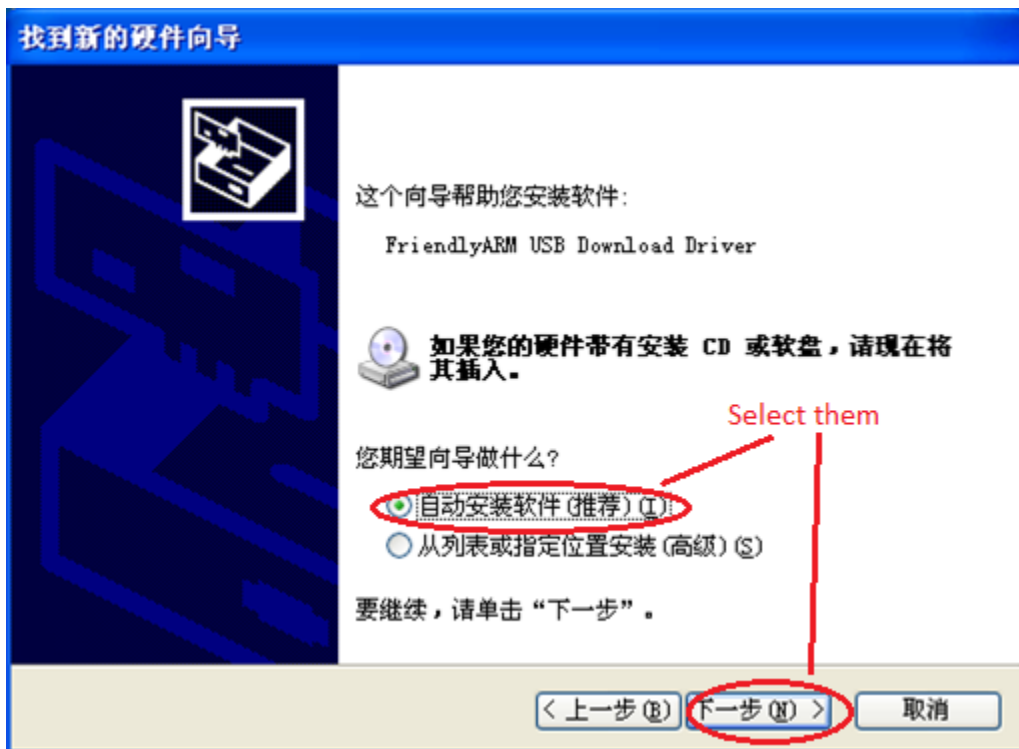 找到新的硬件向导
这个向导帮助您安装软件:
FriendlyARM USB Download Driver
如果您的硬件带有安装 CD 或软盘，请现在将
其插入。
Select them
您期望向导做什么?
自动安装软件(推荐)(I)
从列表或指定位置安装(高级)(S)
要继续，请单击“下一步”。
< 上一步(B) 下一步(N) > 取消